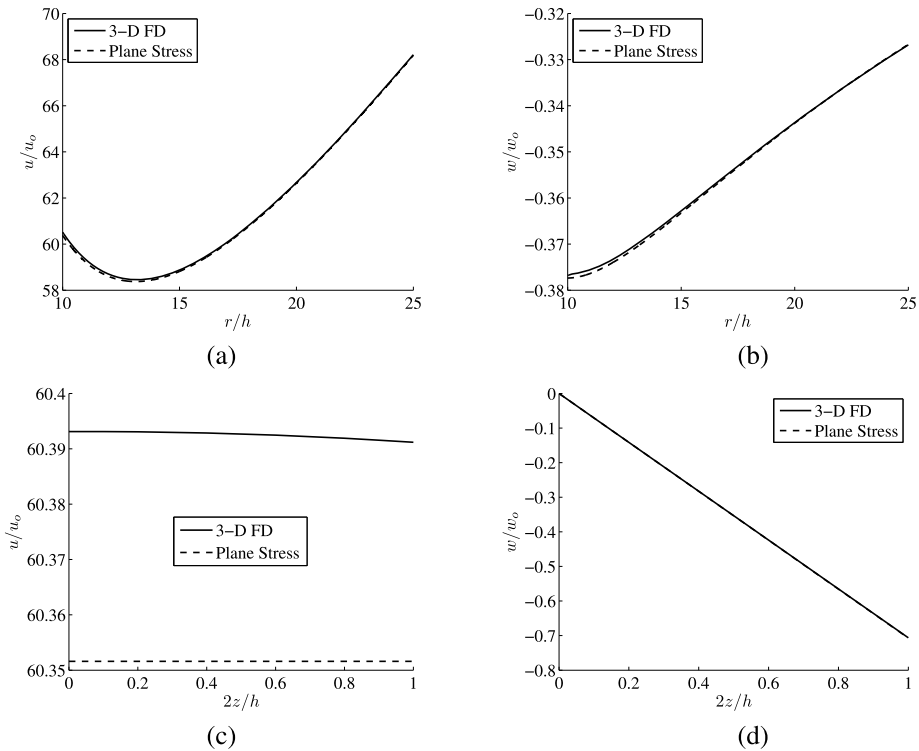 70
68
66
64
62
60
58
10
15
20
25
u/u_o
r/h
3-D FD
Plane Stress
(a)
−0.32
−0.33
−0.34
−0.35
−0.36
−0.37
−0.38
10
15
20
25
w/w_o
r/h
3-D FD
Plane Stress
(b)
60.4
60.39
60.38
60.37
60.36
60.35
0
0.2
0.4
0.6
0.8
1
u/u_o
2z/h
3-D FD
Plane Stress
(c)
0
−0.1
−0.2
−0.3
−0.4
−0.5
−0.6
−0.7
−0.8
0
0.2
0.4
0.6
0.8
1
w/w_o
2z/h
3-D FD
Plane Stress
(d)